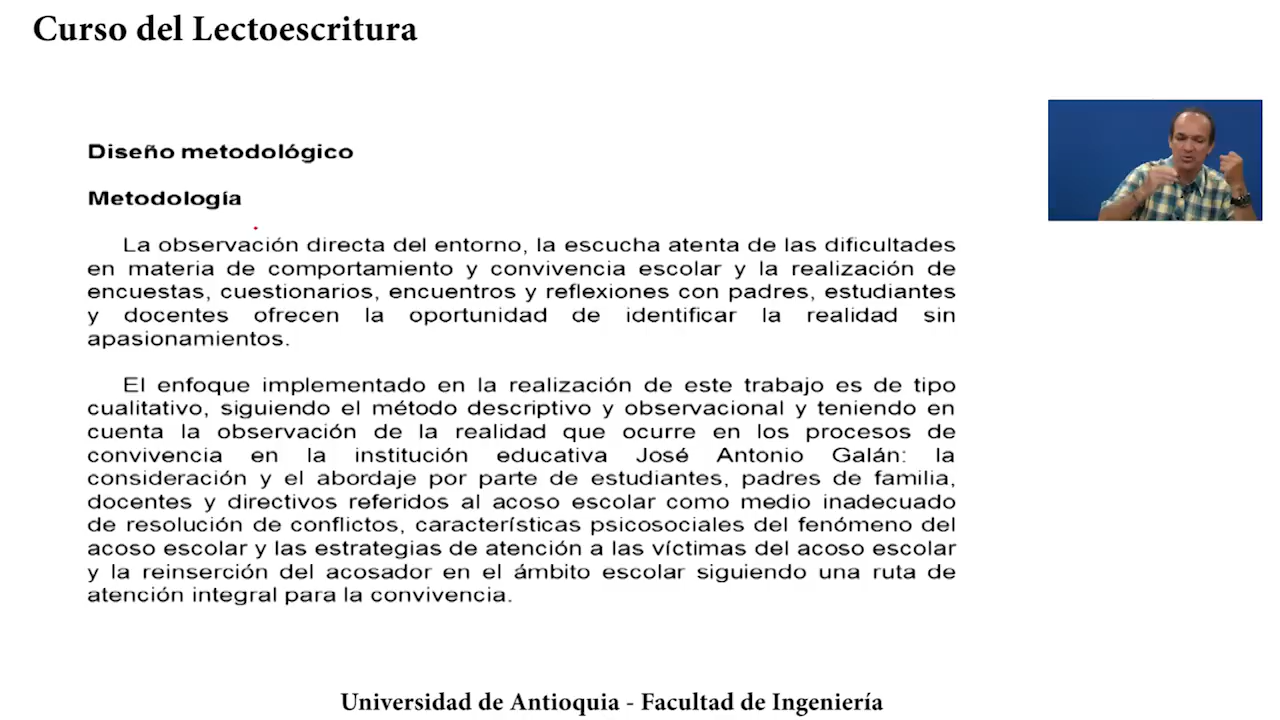 Curso del Lectoescritura
Diseño metodológico
Metodología
La observación directa del entorno, la escucha atenta de las dificultades
en materia de comportamiento y convivencia escolar y la realización de
encuestas, cuestionarios, encuentros y reflexiones con padres, estudiantes
y docentes ofrecen la oportunidad de identificar la realidad sin
apasionamientos.
El enfoque implementado en la realización de este trabajo es de tipo
cualitativo, siguiendo el método descriptivo y observacional y teniendo en
cuenta la observación de la realidad que ocurre en los procesos de
convivencia en la institución educativa José Antonio Galán: la
consideración y el abordaje por parte de estudiantes, padres de familia,
docentes y directivos referidos al acoso escolar como medio inadecuado
de resolución de conflictos, características psicosociales del fenómeno del
acoso escolar y las estrategias de atención a las víctimas del acoso escolar
y la reinserción del acosador en el ámbito escolar siguiendo una ruta de
atención integral para la convivencia.
Universidad de Antioquia - Facultad de Ingeniería